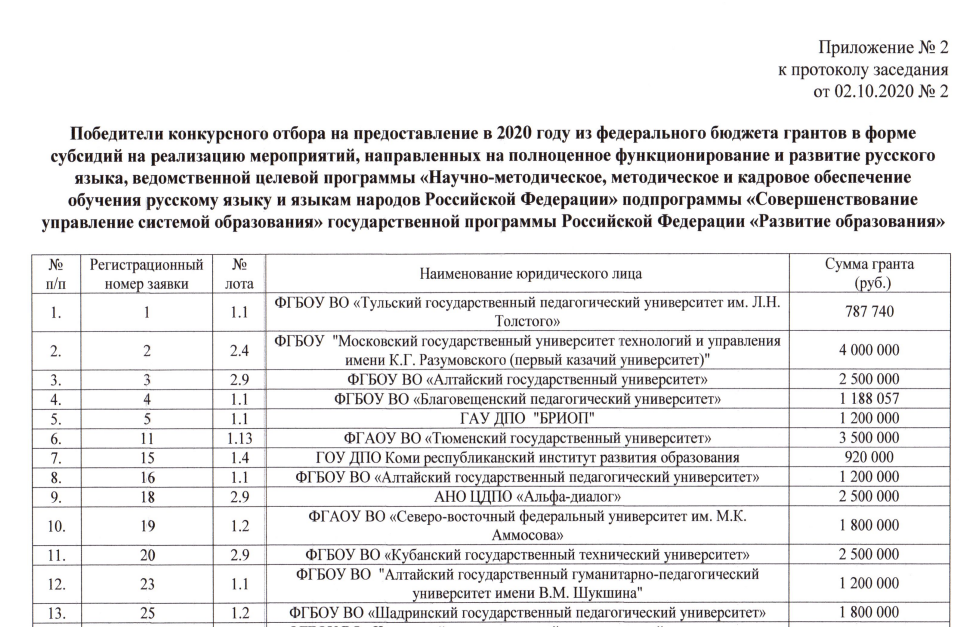 Приложение № 2
к протоколу заседания
от 02.10.2020 № 2
Победители конкурсного отбора на предоставление в 2020 году из федерального бюджета грантов в форме
субсидий на реализацию мероприятий, направленных на полноценное функционирование и развитие русского
языка, ведомственной целевой программы «Научно-методическое, методическое и кадровое обеспечение
обучения русскому языку и языкам народов Российской Федерации» подпрограммы «Совершенствование
управление системой образования» государственной программы Российской Федерации «Развитие образования»
№ п/п Регистрационный номер заявки № лота Наименование юридического лица Сумма гранта (руб.)
1. 1 1.1 ФГБОУ ВО «Тульский государственный педагогический университет им. Л.Н. Толстого» 787 740
2. 2 2.4 ФГБОУ "Московский государственный университет технологий и управления имени К.Г. Разумовского (первый казачий университет)" 4 000 000
3. 3 2.9 ФГБОУ ВО «Алтайский государственный университет» 2 500 000
4. 4 1.1 ФГБОУ ВО «Благовещенский педагогический университет» 1 188 057
5. 5 1.1 ГАУ ДПО "БРИОП" 1 200 000
6. 11 1.13 ФГАОУ ВО «Тюменский государственный университет» 3 500 000
7. 15 1.4 ГОУ ДПО Коми республиканский институт развития образования 920 000
8. 16 1.1 ФГБОУ ВО «Алтайский государственный педагогический университет» 1 200 000
9. 18 2.9 АНО ЦДПО «Альфа-диалог» 2 500 000
10. 19 1.2 ФГАОУ ВО «Северо-восточный федеральный университет им. М.К. Аммосова» 1 800 000
11. 20 2.9 ФГБОУ ВО «Кубанский государственный технический университет» 2 500 000
12. 23 1.1 ФГБОУ ВО "Алтайский государственный гуманитарно-педагогический университет имени В.М. Шукшина" 1 200 000
13. 25 1.2 ФГБОУ ВО «Шадринский государственный педагогический университет» 1 800 000